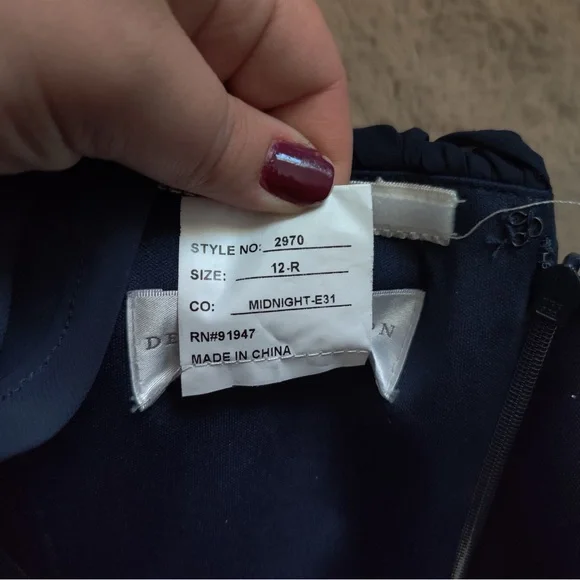 STYLE NO: 2970
SIZE: 12-R
CO: MIDNIGHT-E31
RN#91947
MADE IN CHINA